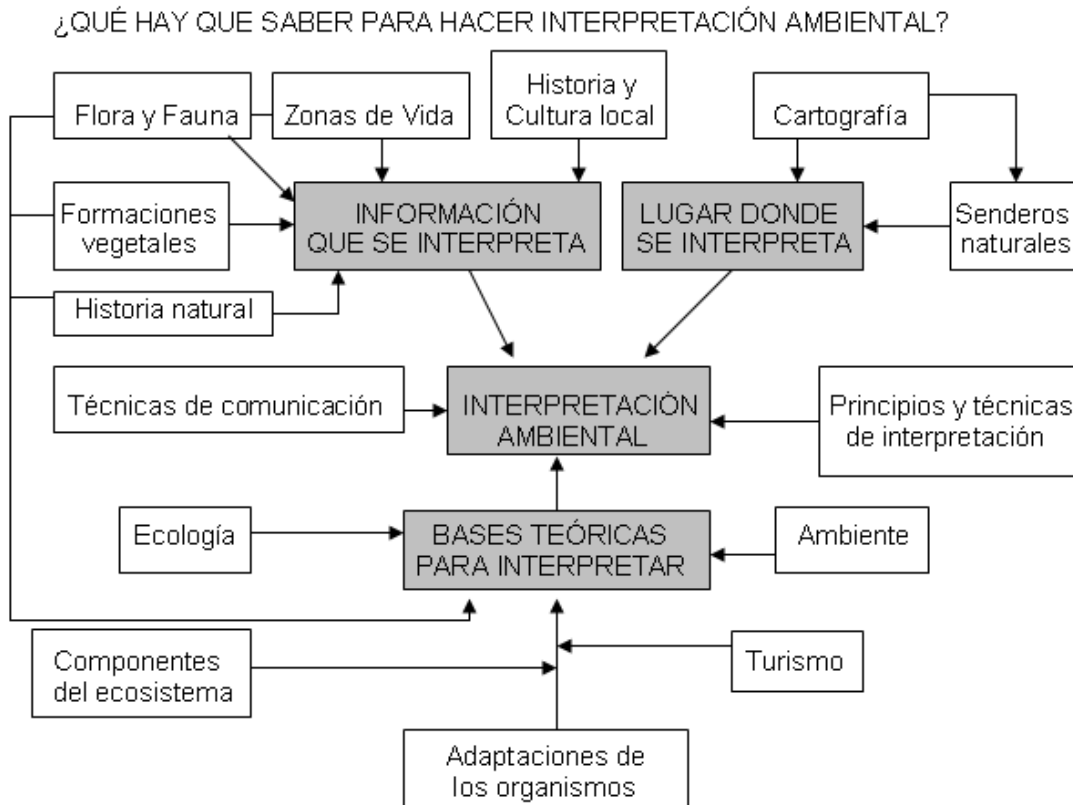 ¿QUÉ HAY QUE SABER PARA HACER INTERPRETACIÓN AMBIENTAL?
Flora y Fauna
Zonas de Vida
Historia y
Cultura local
Cartografía
Formaciones
vegetales
INFORMACIÓN
QUE SE INTERPRETA
LUGAR DONDE
SE INTERPRETA
Senderos
naturales
Historia natural
Técnicas de comunicación
INTERPRETACIÓN
AMBIENTAL
Principios y técnicas
de interpretación
Ecología
BASES TEÓRICAS
PARA INTERPRETAR
Ambiente
Componentes
del ecosistema
Turismo
Adaptaciones de
los organismos